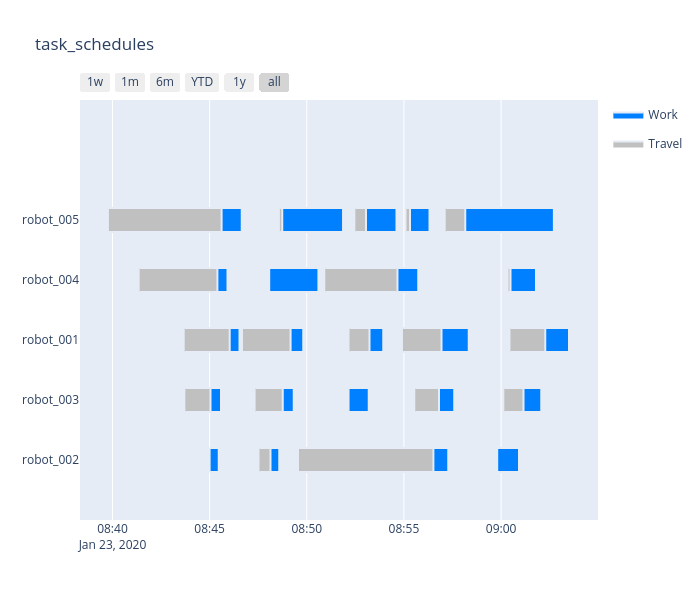 task_schedules
1w 1m 6m YTD 1y all
Work
Travel
robot_005
robot_004
robot_001
robot_003
robot_002
08:40 08:45 08:50 08:55 09:00
Jan 23, 2020